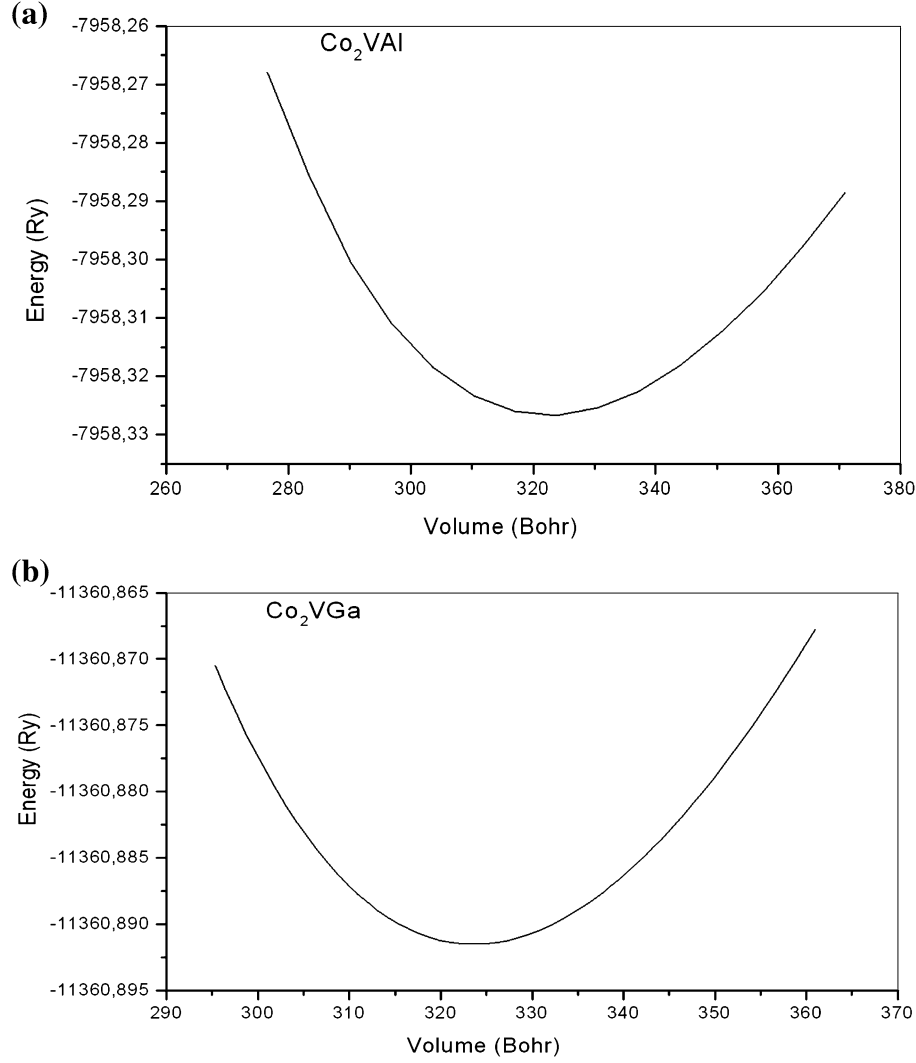 (a)
Co2VAl
-7958,26
-7958,27
-7958,28
-7958,29
-7958,30
-7958,31
-7958,32
-7958,33
Energy (Ry)
260 280 300 320 340 360 380
Volume (Bohr)
(b)
Co2VGa
-11360,865
-11360,870
-11360,875
-11360,880
-11360,885
-11360,890
-11360,895
Energy (Ry)
290 300 310 320 330 340 350 360 370
Volume (Bohr)